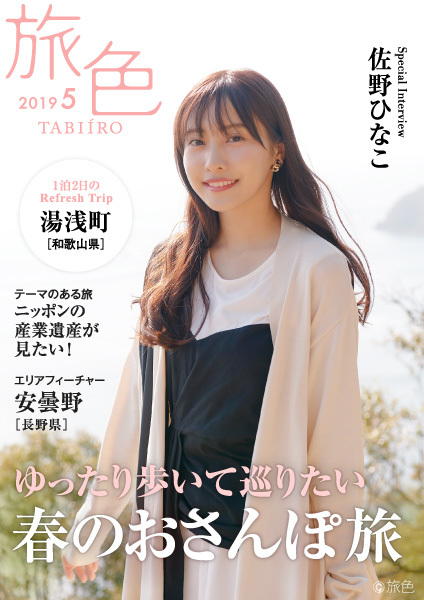 旅色
2019 5
TABIÍRO
Special Interview
佐野ひなこ
1泊2日の
Refresh Trip
湯浅町
[和歌山県]
テーマのある旅
ニッポンの
産業遺産が
見たい!
エリアフィーチャー
安曇野
[長野県]
ゆったり歩いて巡りたい
春のおさんぽ旅
©旅色